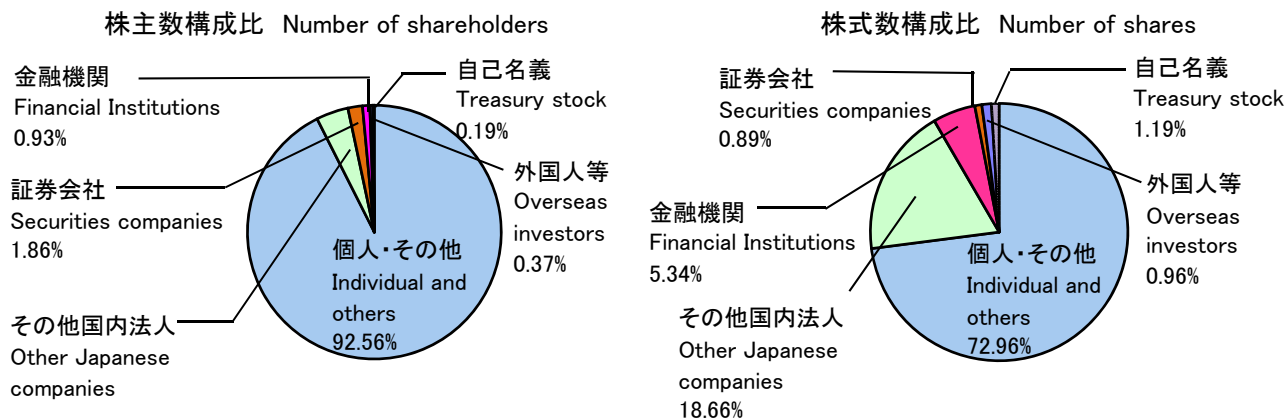 株主数構成比 Number of shareholders
金融機関
Financial Institutions
0.93%
自己名義
Treasury stock
0.19%
証券会社
Securities companies
1.86%
外国人等
Overseas
investors
0.37%
個人・その他
Individual and
others
92.56%
その他国内法人
Other Japanese
companies
株式数構成比 Number of shares
証券会社
Securities companies
0.89%
自己名義
Treasury stock
1.19%
金融機関
Financial Institutions
5.34%
外国人等
Overseas
investors
0.96%
個人・その他
Individual and
others
72.96%
その他国内法人
Other Japanese
companies
18.66%